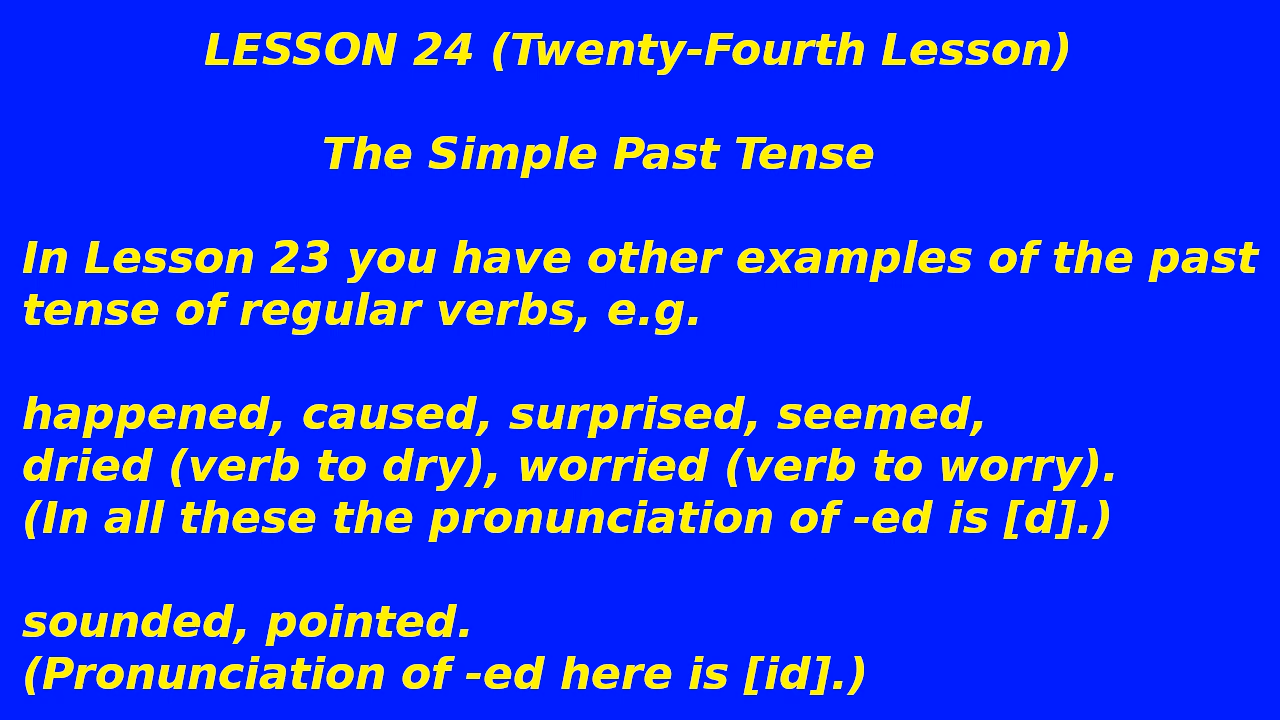 LESSON 24 (Twenty-Fourth Lesson)
The Simple Past Tense
In Lesson 23 you have other examples of the past
tense of regular verbs, e.g.
happened, caused, surprised, seemed,
dried (verb to dry), worried (verb to worry).
(In all these the pronunciation of -ed is [d].)
sounded, pointed.
(Pronunciation of -ed here is [id].)